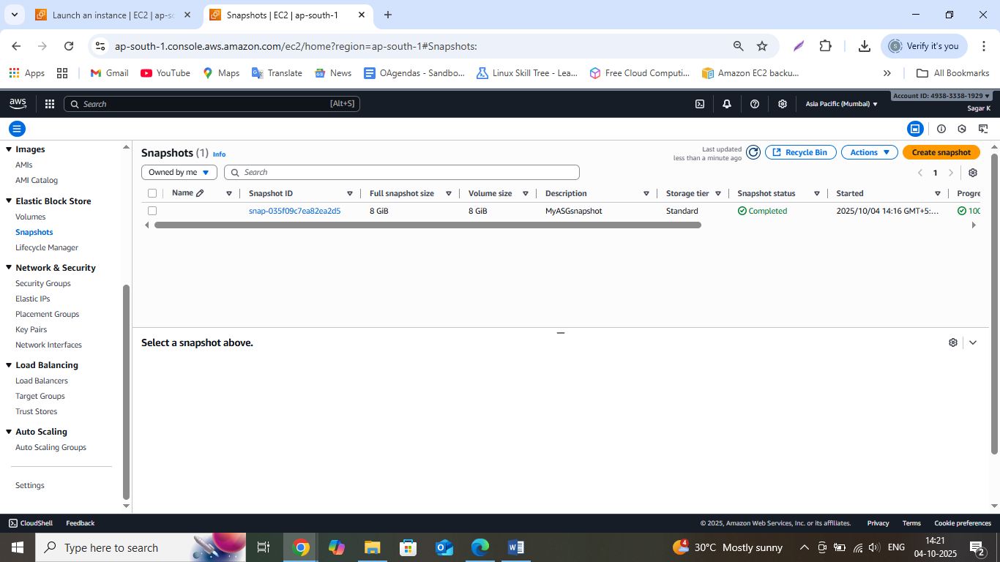 Launch an instance | EC2 | ap-sc
Snapshots | EC2 | ap-south-1
ap-south-1.console.aws.amazon.com/ec2/home?region=ap-south-1#Snapshots:
S
Verify it's you
Apps
Gmail
YouTube
Maps
Translate
News
OAgendas - Sandbo...
Linux Skill Tree - Lea...
Free Cloud Computi...
Amazon EC2 backu...
All Bookmarks
aws
Search
[Alt+S]
Asia Pacific (Mumbai)
Account ID: 4938-3338-1929
Sagar K
Images
AMIs
AMI Catalog
Elastic Block Store
Volumes
Snapshots
Lifecycle Manager
Network & Security
Security Groups
Elastic IPs
Placement Groups
Key Pairs
Network Interfaces
Load Balancing
Load Balancers
Target Groups
Trust Stores
Auto Scaling
Auto Scaling Groups
Settings
Snapshots (1) Info
Last updated
less than a minute ago
Recycle Bin
Actions
Create snapshot
Owned by me
Search
1
Name Snapshot ID Full snapshot size Volume size Description Storage tier Snapshot status Started Progre
snap-035f09c7ea82ea2d5 8 GiB 8 GiB MyASGsnapshot Standard Completed 2025/10/04 14:16 GMT+5:... 100
Select a snapshot above.
CloudShell Feedback © 2025, Amazon Web Services, Inc. or its affiliates. Privacy Terms Cookie preferences
Type here to search
30°C Mostly sunny
ENG
14:21
04-10-2025
2